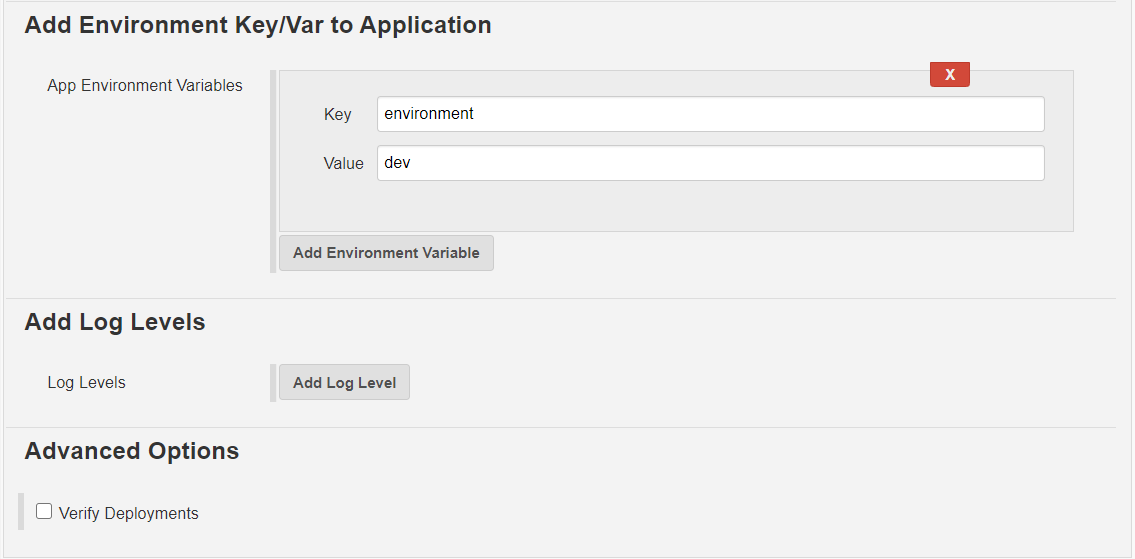 Add Environment Key/Var to Application
App Environment Variables
X
Key
environment
Value
dev
Add Environment Variable
Add Log Levels
Log Levels
Add Log Level
Advanced Options
Verify Deployments